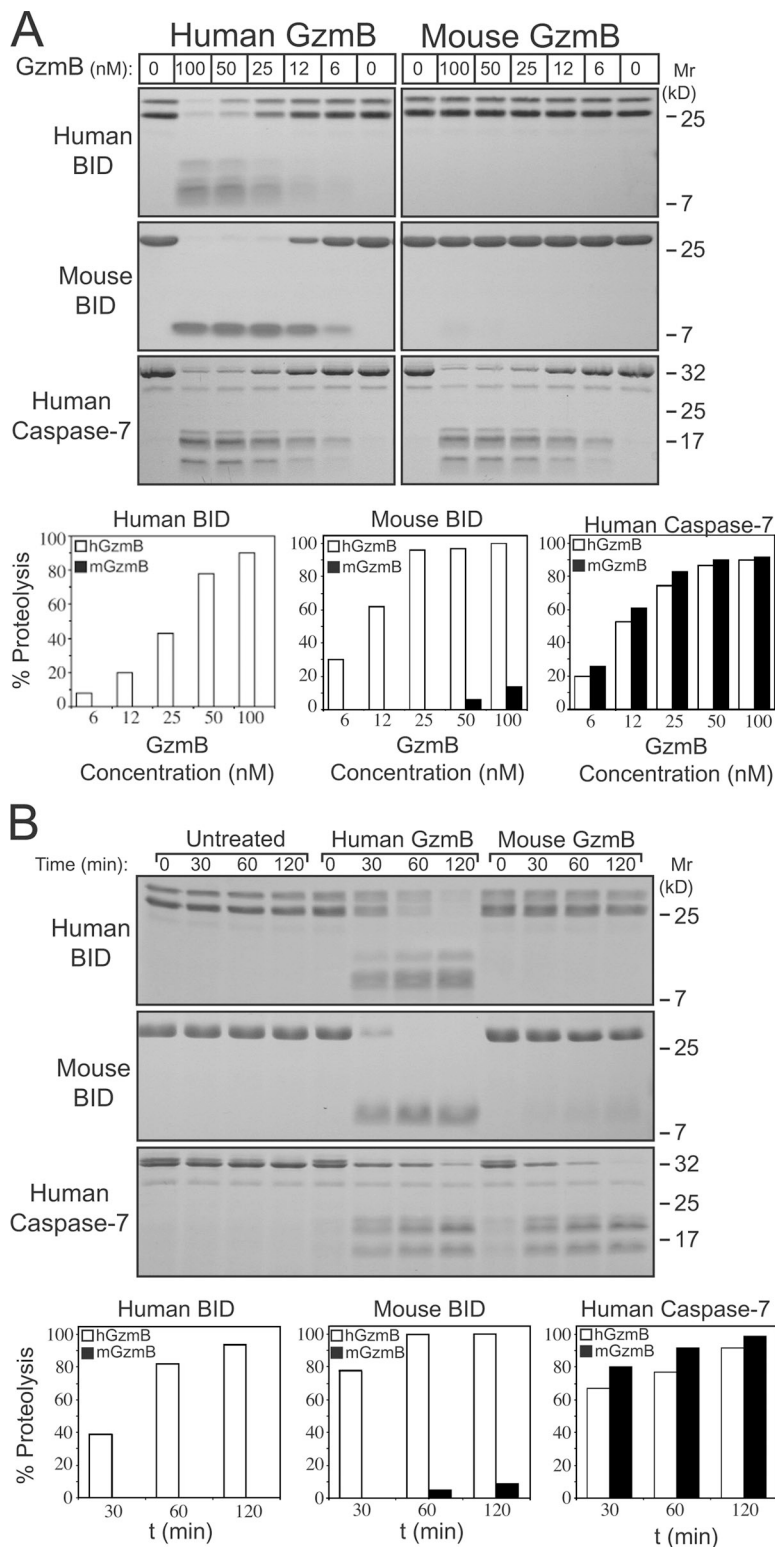 A
Human GzmB
Mouse GzmB
GzmB (nM): 0 100 50 25 12 6 0 0 100 50 25 12 6 0 Mr
(kD)
Human
BID
-25
-7
Mouse
BID
-25
-7
Human
Caspase-7
-32
-25
-17
Human BID
Mouse BID
Human Caspase-7
% Proteolysis
100
80
60
40
20
0
hGzmB
mGzmB
6 12 25 50 100
GzmB
Concentration (nM)
100
80
60
40
20
0
hGzmB
mGzmB
6 12 25 50 100
GzmB
Concentration (nM)
100
80
60
40
20
0
hGzmB
mGzmB
6 12 25 50 100
GzmB
Concentration (nM)
B
Untreated Human GzmB Mouse GzmB
Time (min): 0 30 60 120 0 30 60 120 0 30 60 120 Mr
(kD)
Human
BID
-25
-7
Mouse
BID
-25
-7
Human
Caspase-7
-32
-25
-17
Human BID
Mouse BID
Human Caspase-7
% Proteolysis
100
80
60
40
20
0
hGzmB
mGzmB
30 60 120
t (min)
100
80
60
40
20
0
hGzmB
mGzmB
30 60 120
t (min)
100
80
60
40
20
0
hGzmB
mGzmB
30 60 120
t (min)